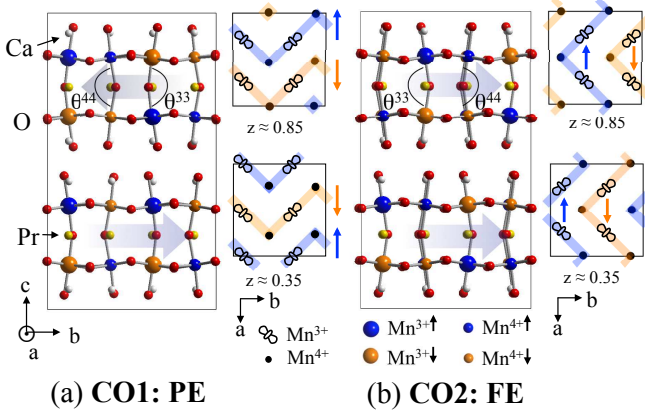 Ca
θ⁴⁴
θ³³
O
z ≈ 0.85
Pr
z ≈ 0.35
c
b
a
b
a
Mn³⁺
Mn⁴⁺
(a) CO1: PE
θ³³
θ⁴⁴
z ≈ 0.85
z ≈ 0.35
b
a
Mn³⁺↑
Mn⁴⁺↑
Mn³⁺↓
Mn⁴⁺↓
(b) CO2: FE